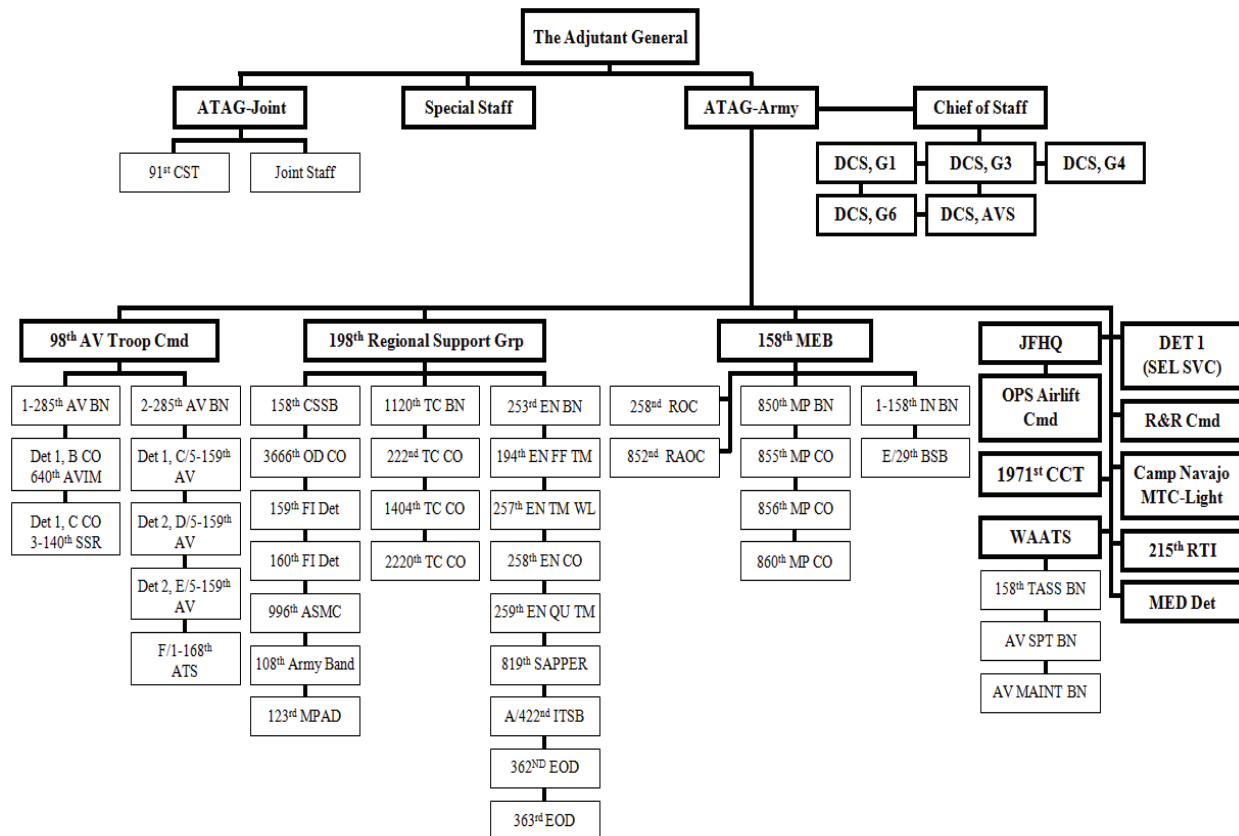 The Adjutant General
ATAG-Joint
Special Staff
ATAG-Army
Chief of Staff
91st CST
Joint Staff
DCS, G1
DCS, G3
DCS, G4
DCS, G6
DCS, AVS
98th AV Troop Cmd
198th Regional Support Grp
158th MEB
1-285th AV BN
Det 1, B CO
640th AVIM
Det 1, C CO
3-140th SSR
2-285th AV BN
Det 1, C/5-159th
AV
Det 2, D/5-159th
AV
Det 2, E/5-159th
AV
F/1-168th
ATS
158th CSSB
3666th OD CO
159th FI Det
160th FI Det
996th ASMC
108th Army Band
123rd MPAD
1120th TC BN
222nd TC CO
1404th TC CO
2220th TC CO
253rd EN BN
194th EN FF TM
257th EN TM WL
258th EN CO
259th EN QU TM
819th SAPPER
A/422nd ITSB
362ND EOD
363rd EOD
258nd ROC
852nd RAOC
850th MP BN
855th MP CO
856th MP CO
860th MP CO
1-158th IN BN
E/29th BSB
JFHQ
OPS Airlift
Cmd
1971st CCT
WAATS
158th TASS BN
AV SPT BN
AV MAINT BN
DET 1
(SEL SVC)
R&R Cmd
Camp Navajo
MTC-Light
215th RTI
MED Det